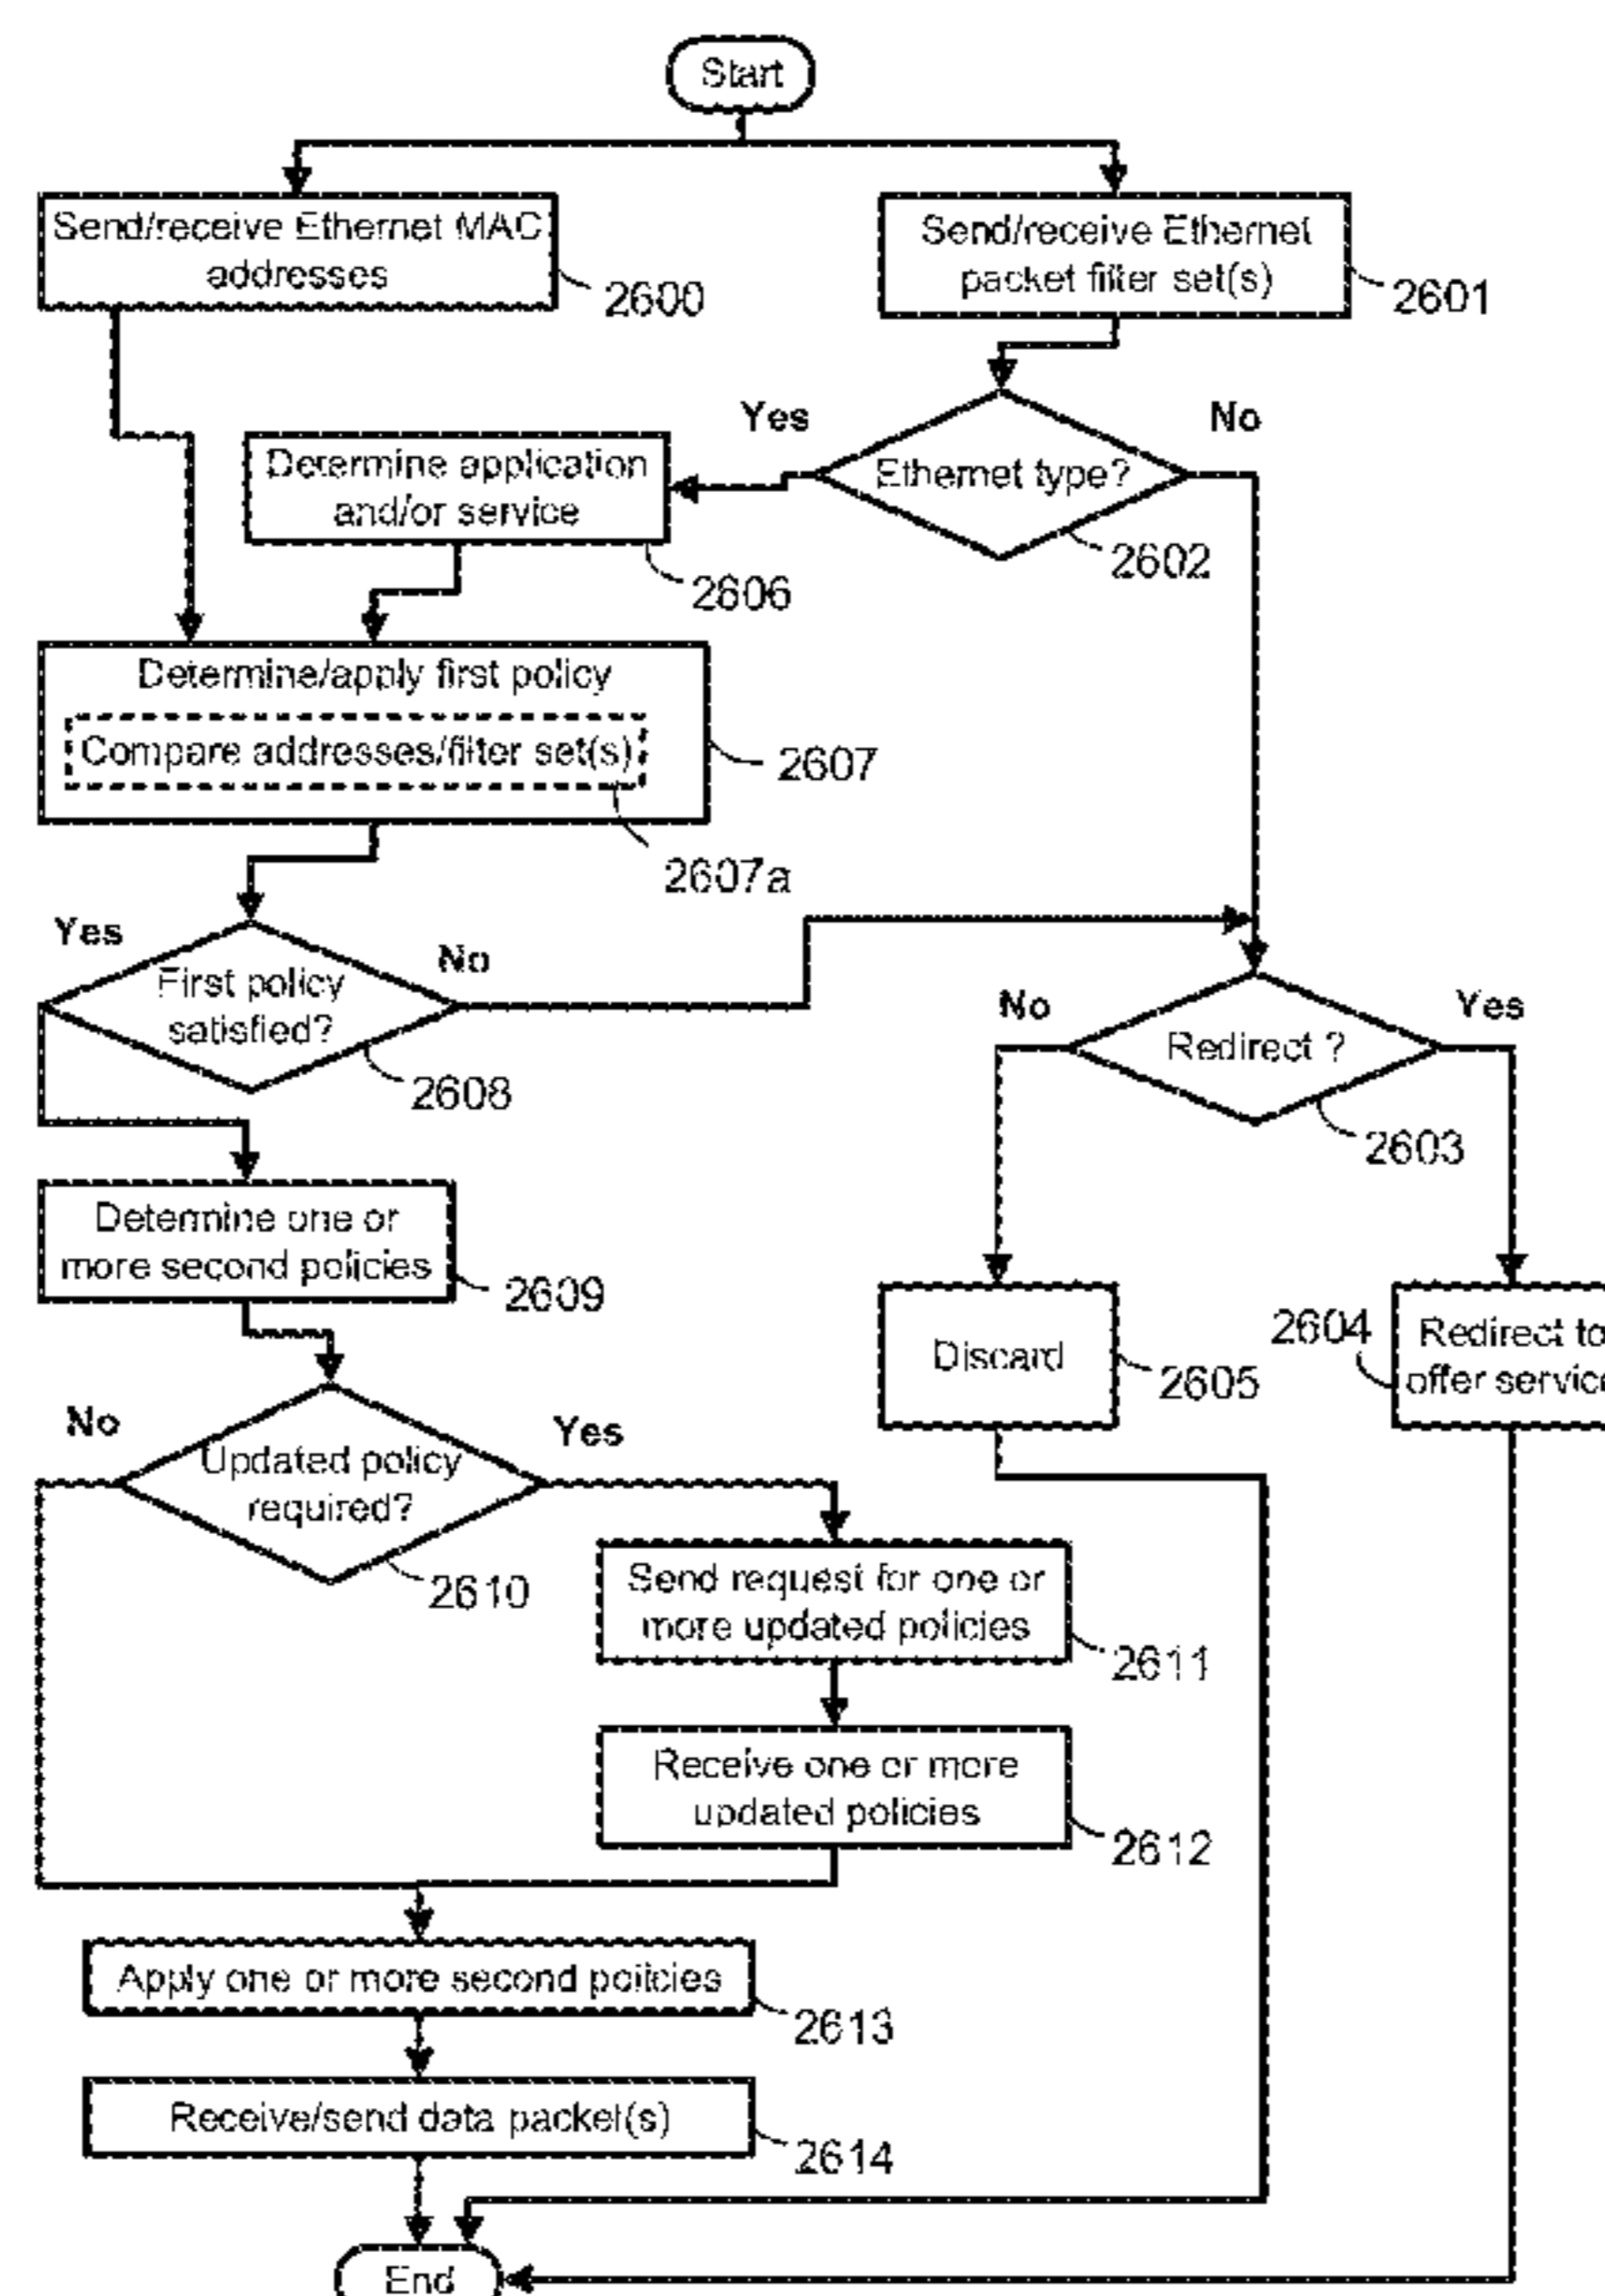 Start
Send/receive Ethernet MAC
addresses
2600
Send/receive Ethernet
packet filter set(s)
2601
Yes
No
Ethernet type?
2602
Determine application
and/or service
2606
Determine/apply first policy
Compare addresses/filter set(s)
2607
2607a
Yes
No
First policy
satisfied?
2608
No
Yes
Redirect ?
2603
Determine one or
more second policies
2609
Discard
2605
2604
Redirect to
offer service
No
Yes
Updated policy
required?
2610
Send request for one or
more updated policies
2611
Receive one or more
updated policies
2612
Apply one or more second policies
2613
Receive/send data packet(s)
2614
End